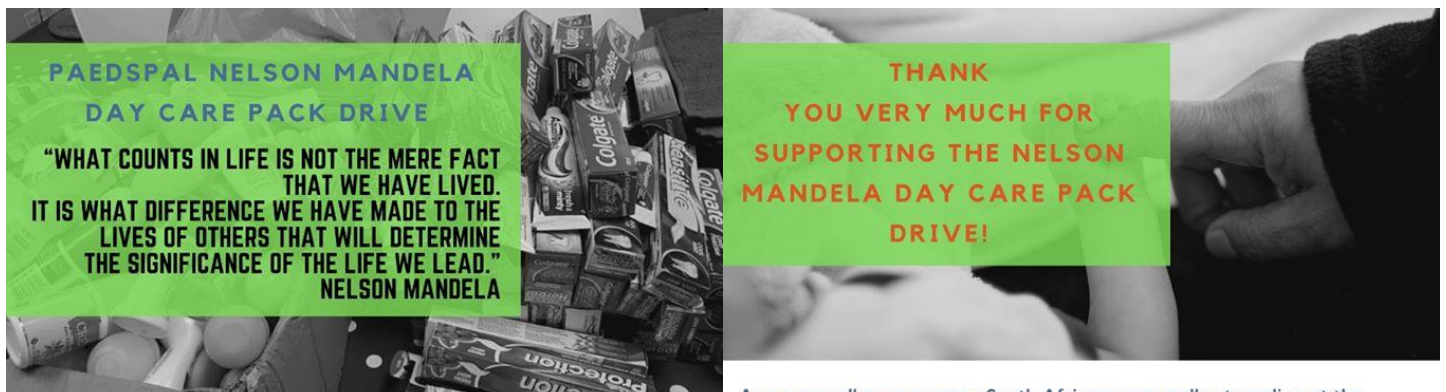 PAEDSPAL NELSON MANDELA
DAY CARE PACK DRIVE
“WHAT COUNTS IN LIFE IS NOT THE MERE FACT
THAT WE HAVE LIVED.
IT IS WHAT DIFFERENCE WE HAVE MADE TO THE
LIVES OF OTHERS THAT WILL DETERMINE
THE SIGNIFICANCE OF THE LIFE WE LEAD.”
NELSON MANDELA
Colgate
Colgate
Sensitive
Colgate
Colgate
Herbal
Protection
Protection
THANK
YOU VERY MUCH FOR
SUPPORTING THE NELSON
MANDELA DAY CARE PACK
DRIVE!